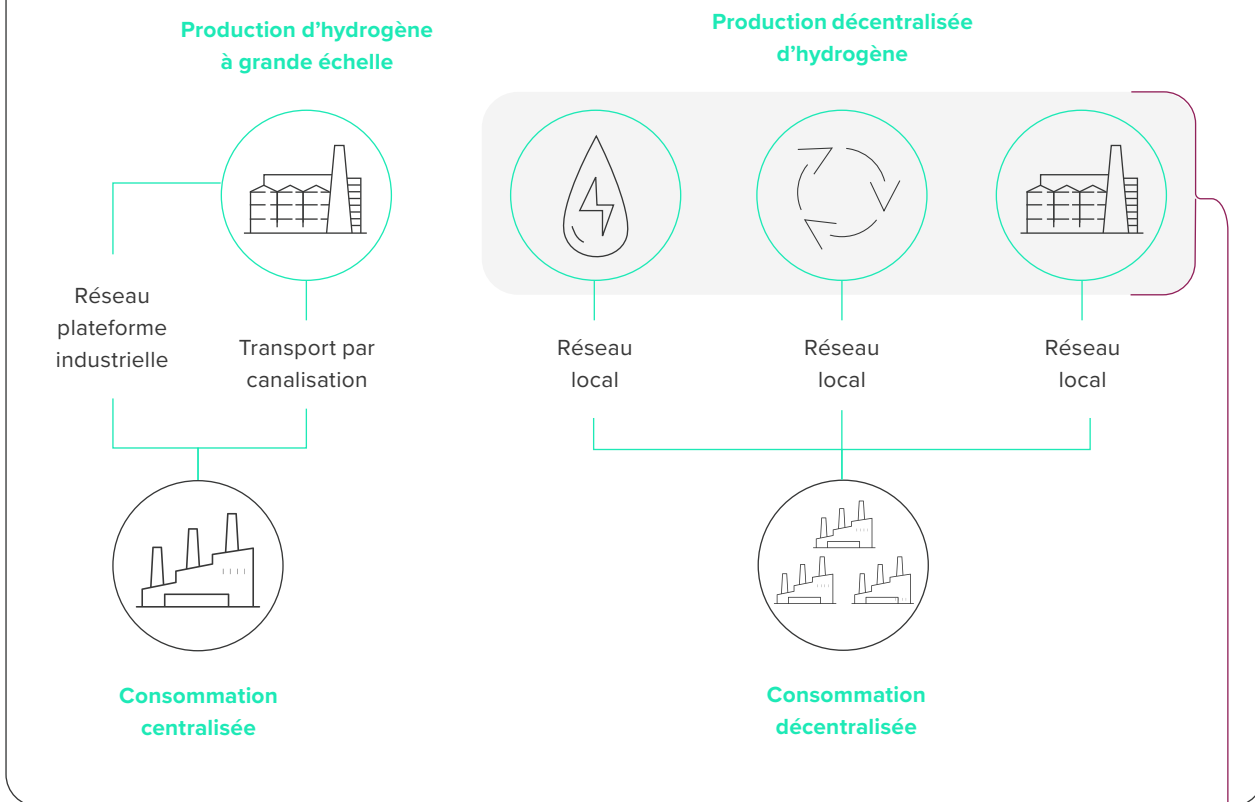 Production d’hydrogène
à grande échelle
Production décentralisée
d’hydrogène
Réseau
plateforme
industrielle
Transport par
canalisation
Réseau
local
Réseau
local
Réseau
local
Consommation
centralisée
Consommation
décentralisée